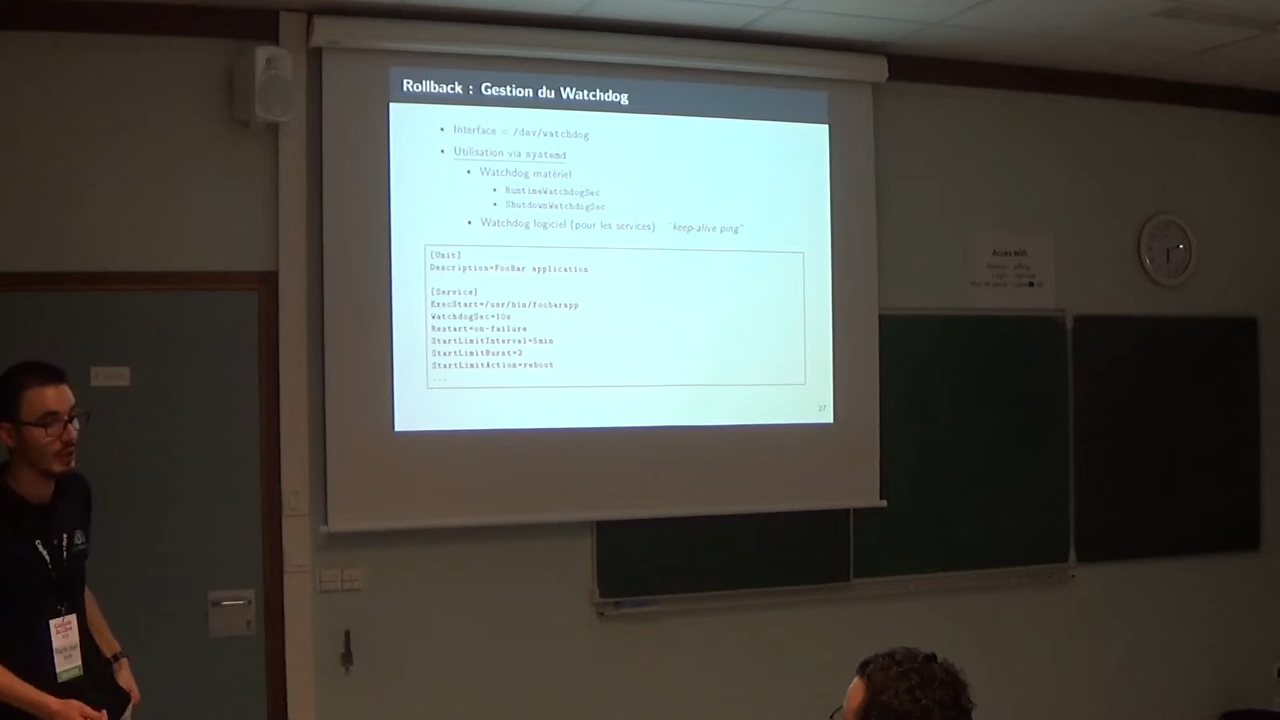 Rollback : Gestion du Watchdog
Interface = /dev/watchdog
Utilisation via systemd
Watchdog matériel
RuntimeWatchdogSec
ShutdownWatchdogSec
Watchdog logiciel (pour les services) "keep-alive ping"
[Unit]
Description=FooBar application
[Service]
ExecStart=/usr/bin/foobarapp
WatchdogSec=10s
Restart=on-failure
StartLimitInterval=5min
StartLimitBurst=2
StartLimitAction=reboot
...
27
Accès Wifi